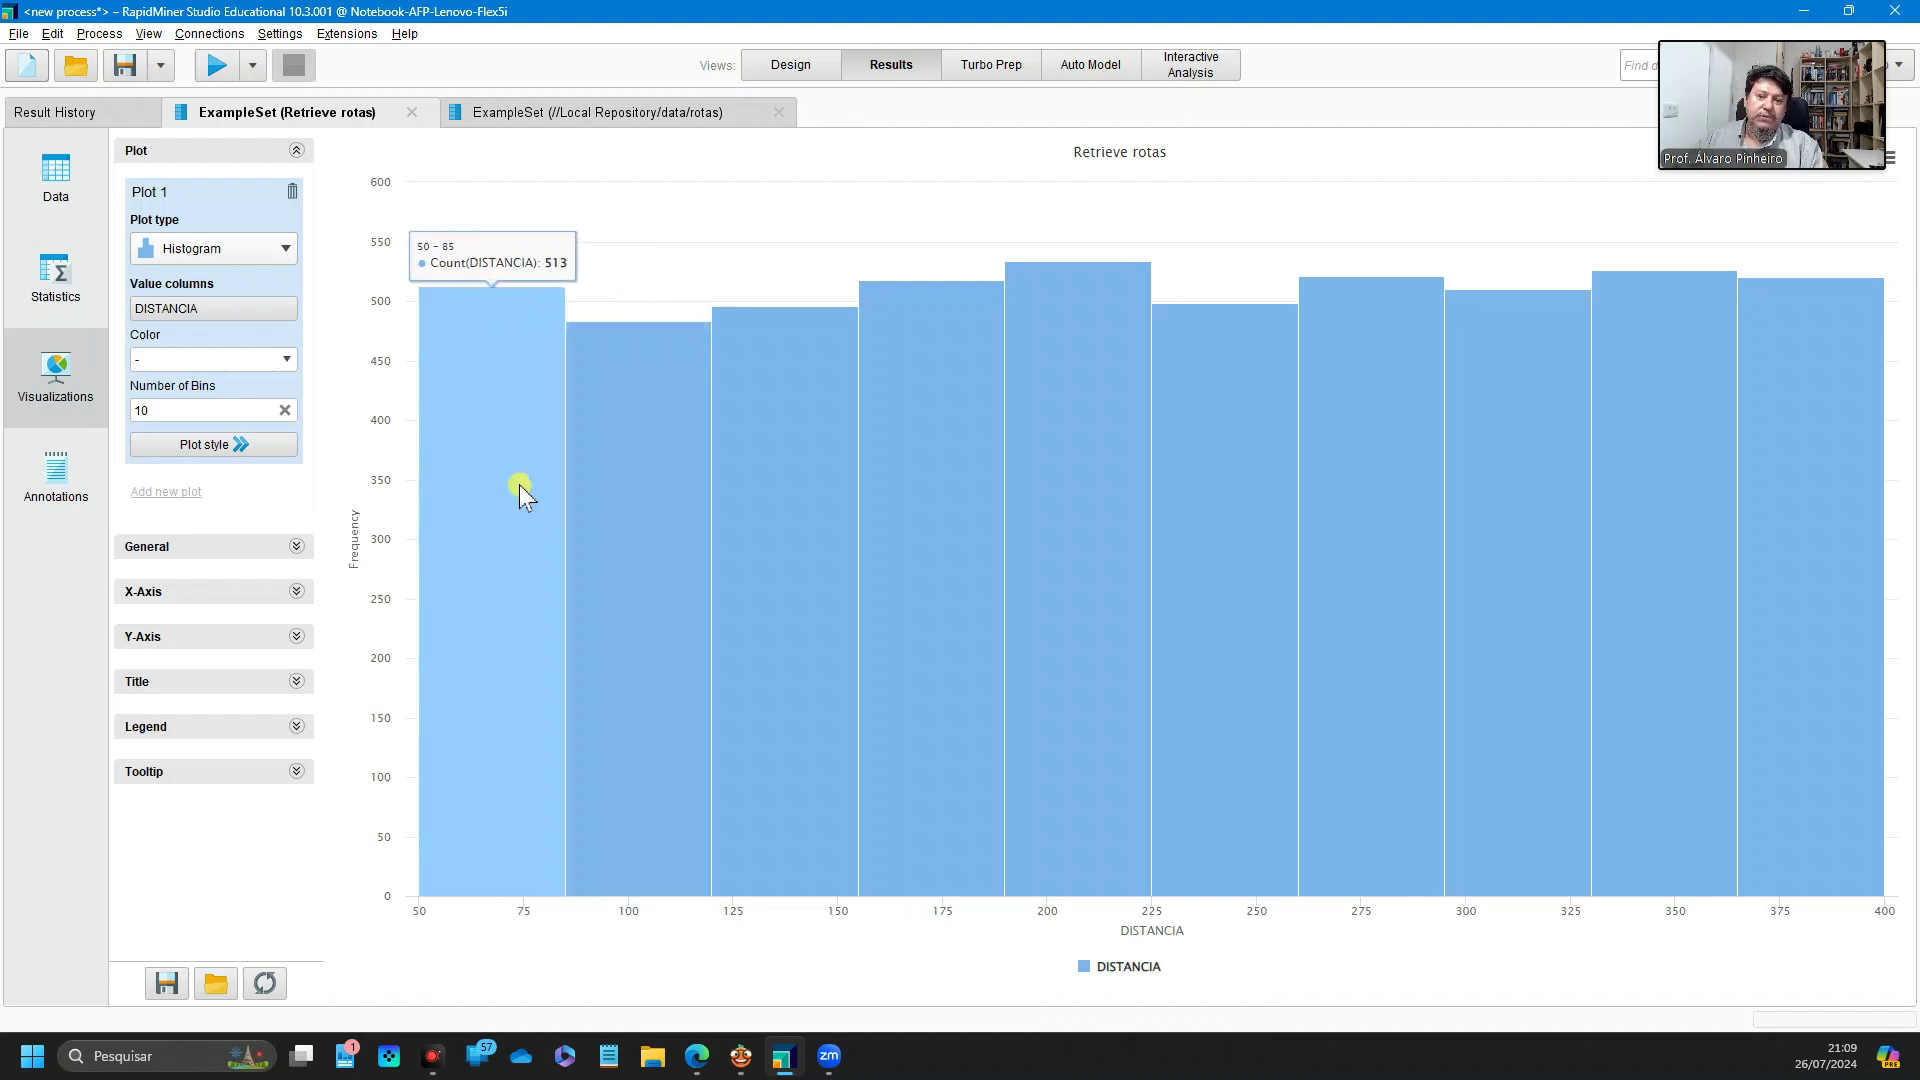 <new process*> – RapidMiner Studio Educational 10.3.001 @ Notebook-AFP-Lenovo-Flex5i
File Edit Process View Connections Settings Extensions Help
Views: Design Results Turbo Prep Auto Model Interactive Analysis
Find d
Prof. Álvaro Pinheiro
Result History
ExampleSet (Retrieve rotas)
ExampleSet (//Local Repository/data/rotas)
Data
Statistics
Visualizations
Annotations
Plot
Plot 1
Plot type
Histogram
Value columns
DISTANCIA
Color
-
Number of Bins
10
Plot style
Add new plot
General
X-Axis
Y-Axis
Title
Legend
Tooltip
Retrieve rotas
50 – 85
Count(DISTANCIA): 513
Frequency
600
550
500
450
400
350
300
250
200
150
100
50
0
50 75 100 125 150 175 200 225 250 275 300 325 350 375 400
DISTANCIA
DISTANCIA
Pesquisar
1
57
zm
21:09
26/07/2024
PRE